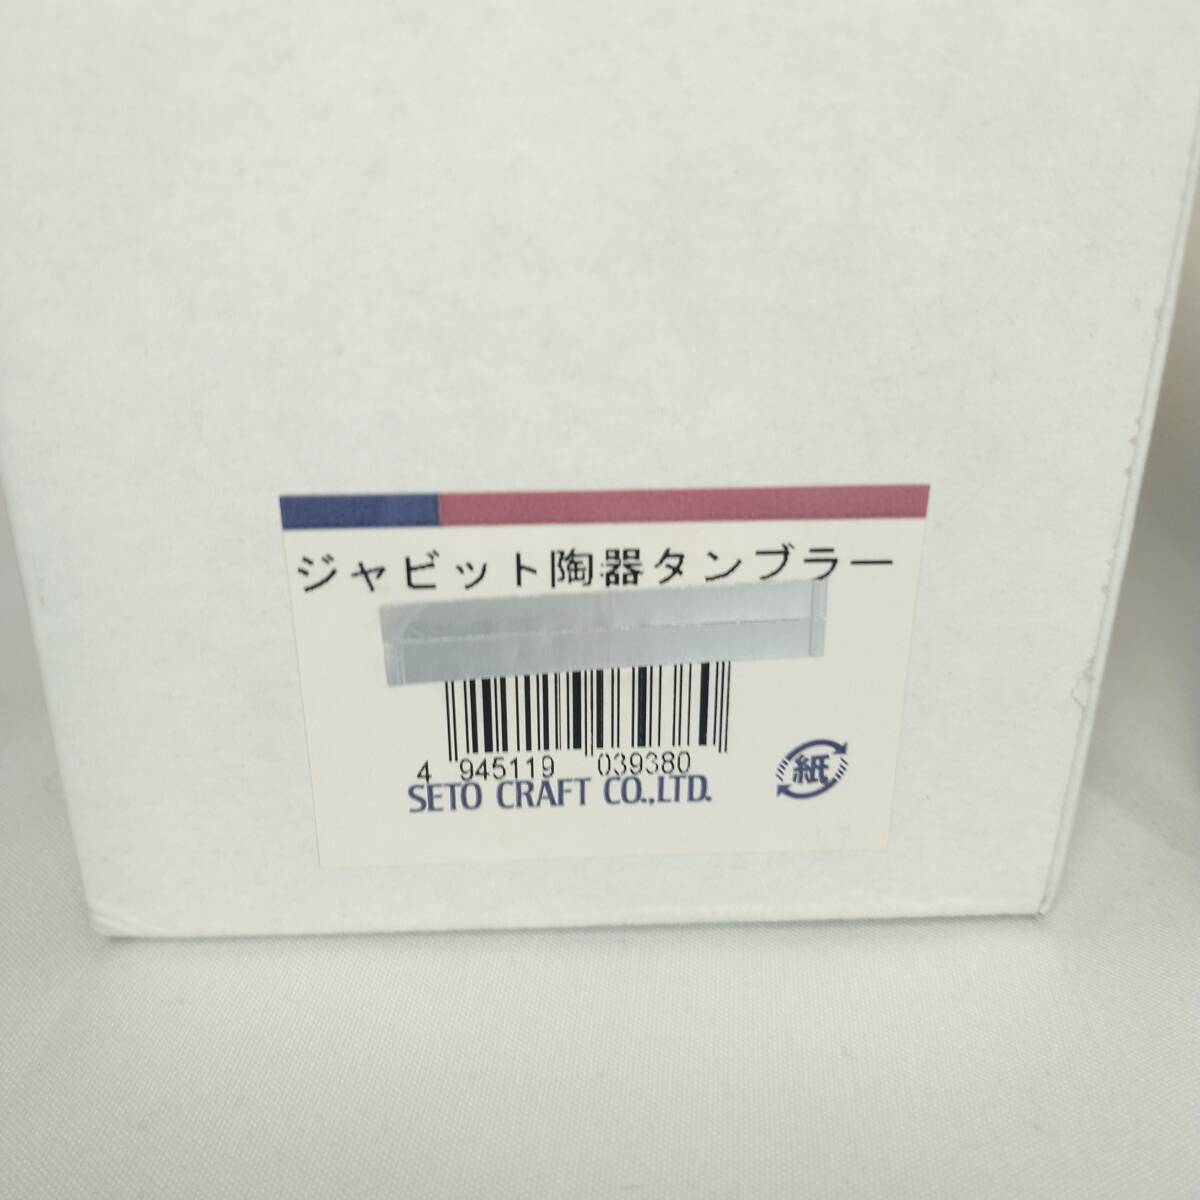 ジャビット陶器タンブラー
4 945119 039380
SETO CRAFT CO.,LTD.
紙